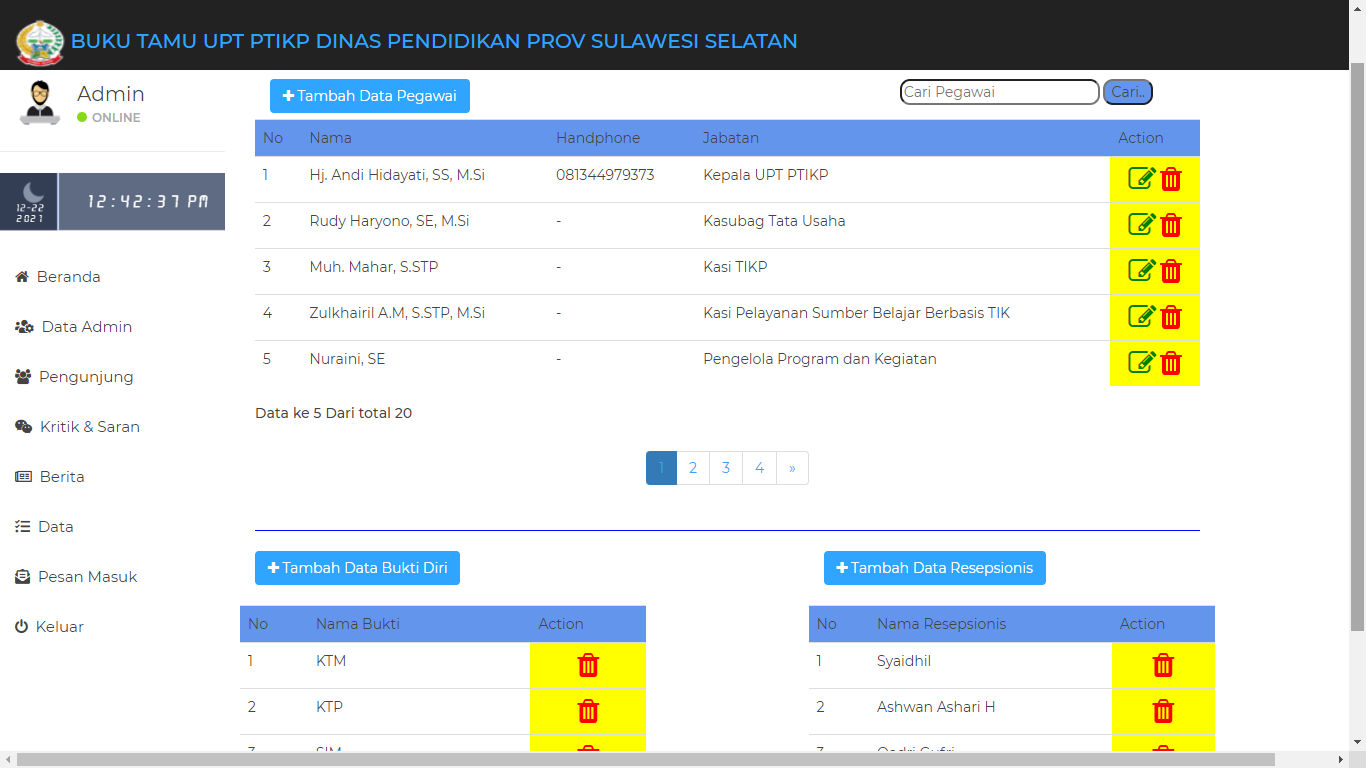 BUKU TAMU UPT PTIKP DINAS PENDIDIKAN PROV SULAWESI SELATAN
Admin
ONLINE
12-22
2021
12:42:37 PM
Beranda
Data Admin
Pengunjung
Kritik & Saran
Berita
Data
Pesan Masuk
Keluar
Tambah Data Pegawai
Cari Pegawai
Cari..
No Nama Handphone Jabatan Action
1 Hj. Andi Hidayati, SS, M.Si 081344979373 Kepala UPT PTIKP
2 Rudy Haryono, SE, M.Si - Kasubag Tata Usaha
3 Muh. Mahar, S.STP - Kasi TIKP
4 Zulkhairil A.M, S.STP, M.Si - Kasi Pelayanan Sumber Belajar Berbasis TIK
5 Nuraini, SE - Pengelola Program dan Kegiatan
Data ke 5 Dari total 20
1 2 3 4 »
Tambah Data Bukti Diri
No Nama Bukti Action
1 KTM
2 KTP
3 SIM
Tambah Data Resepsionis
No Nama Resepsionis Action
1 Syaidhil
2 Ashwan Ashari H
3